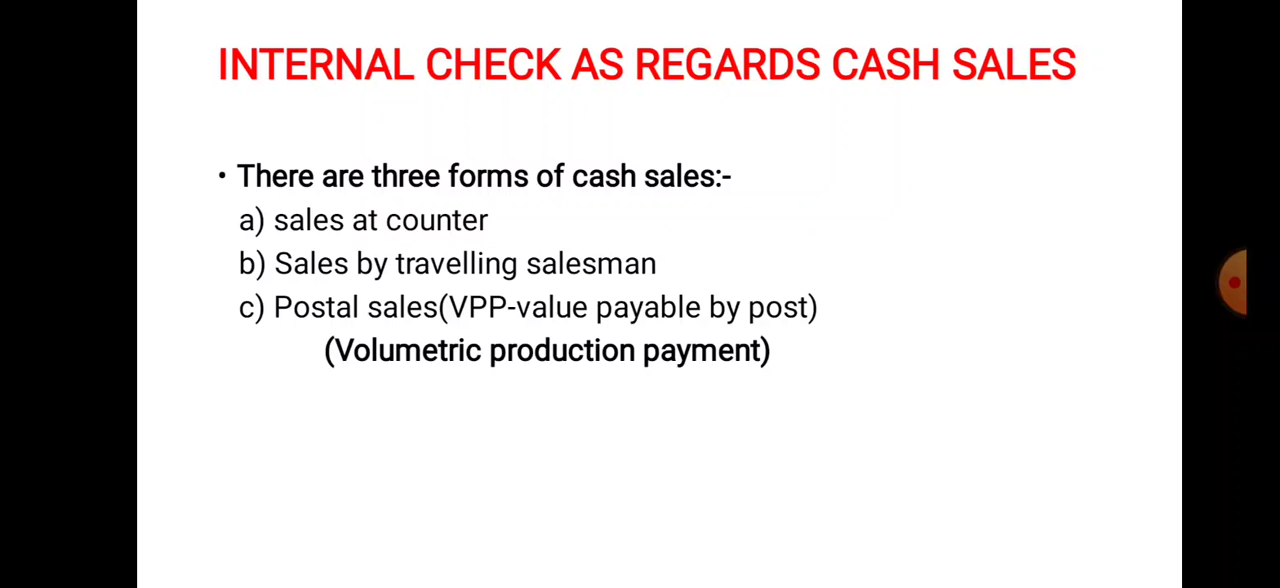 INTERNAL CHECK AS REGARDS CASH SALES
• There are three forms of cash sales:-
a) sales at counter
b) Sales by travelling salesman
c) Postal sales(VPP-value payable by post)
(Volumetric production payment)